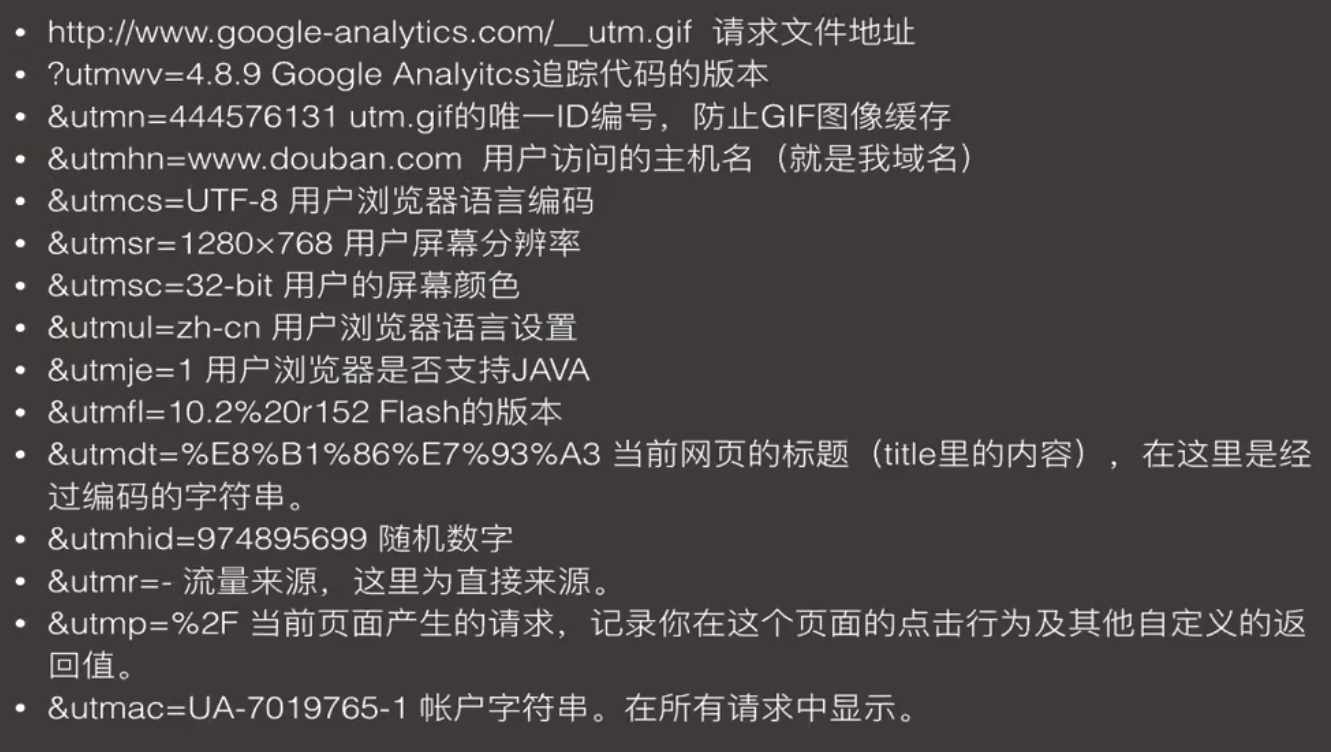 • http://www.google-analytics.com/__utm.gif 请求文件地址
• ?utmwv=4.8.9 Google Analyitcs追踪代码的版本
• &utmn=444576131 utm.gif的唯一ID编号，防止GIF图像缓存
• &utmhn=www.douban.com 用户访问的主机名（就是我域名）
• &utmcs=UTF-8 用户浏览器语言编码
• &utmsr=1280×768 用户屏幕分辨率
• &utmsc=32-bit 用户的屏幕颜色
• &utmul=zh-cn 用户浏览器语言设置
• &utmje=1 用户浏览器是否支持JAVA
• &utmfl=10.2%20r152 Flash的版本
• &utmdt=%E8%B1%86%E7%93%A3 当前网页的标题（title里的内容），在这里是经
过编码的字符串。
• &utmhid=974895699 随机数字
• &utmr=- 流量来源，这里为直接来源。
• &utmp=%2F 当前页面产生的请求，记录你在这个页面的点击行为及其他自定义的返
回值。
• &utmac=UA-7019765-1 帐户字符串。在所有请求中显示。